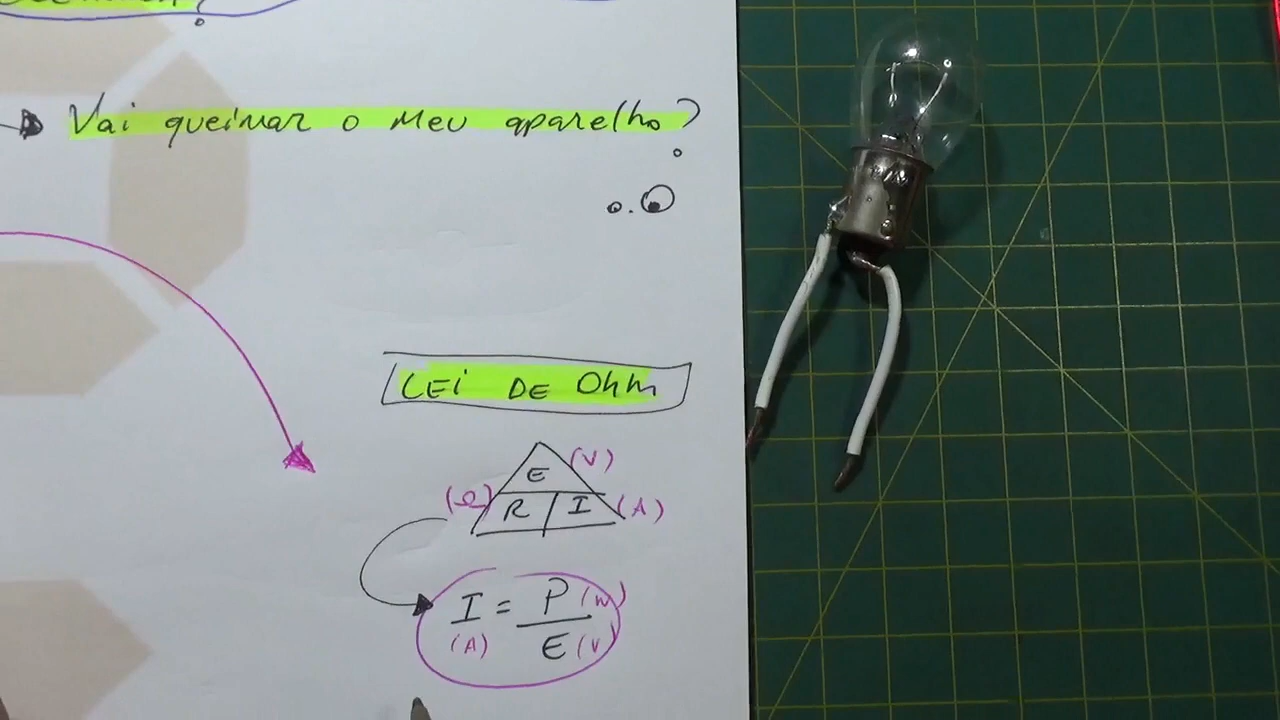 Vai queimar o Meu aparelho?
LEi DE Ohm
E (V)
(Ω) R I (A)
I = P (W)
(A) E (V)